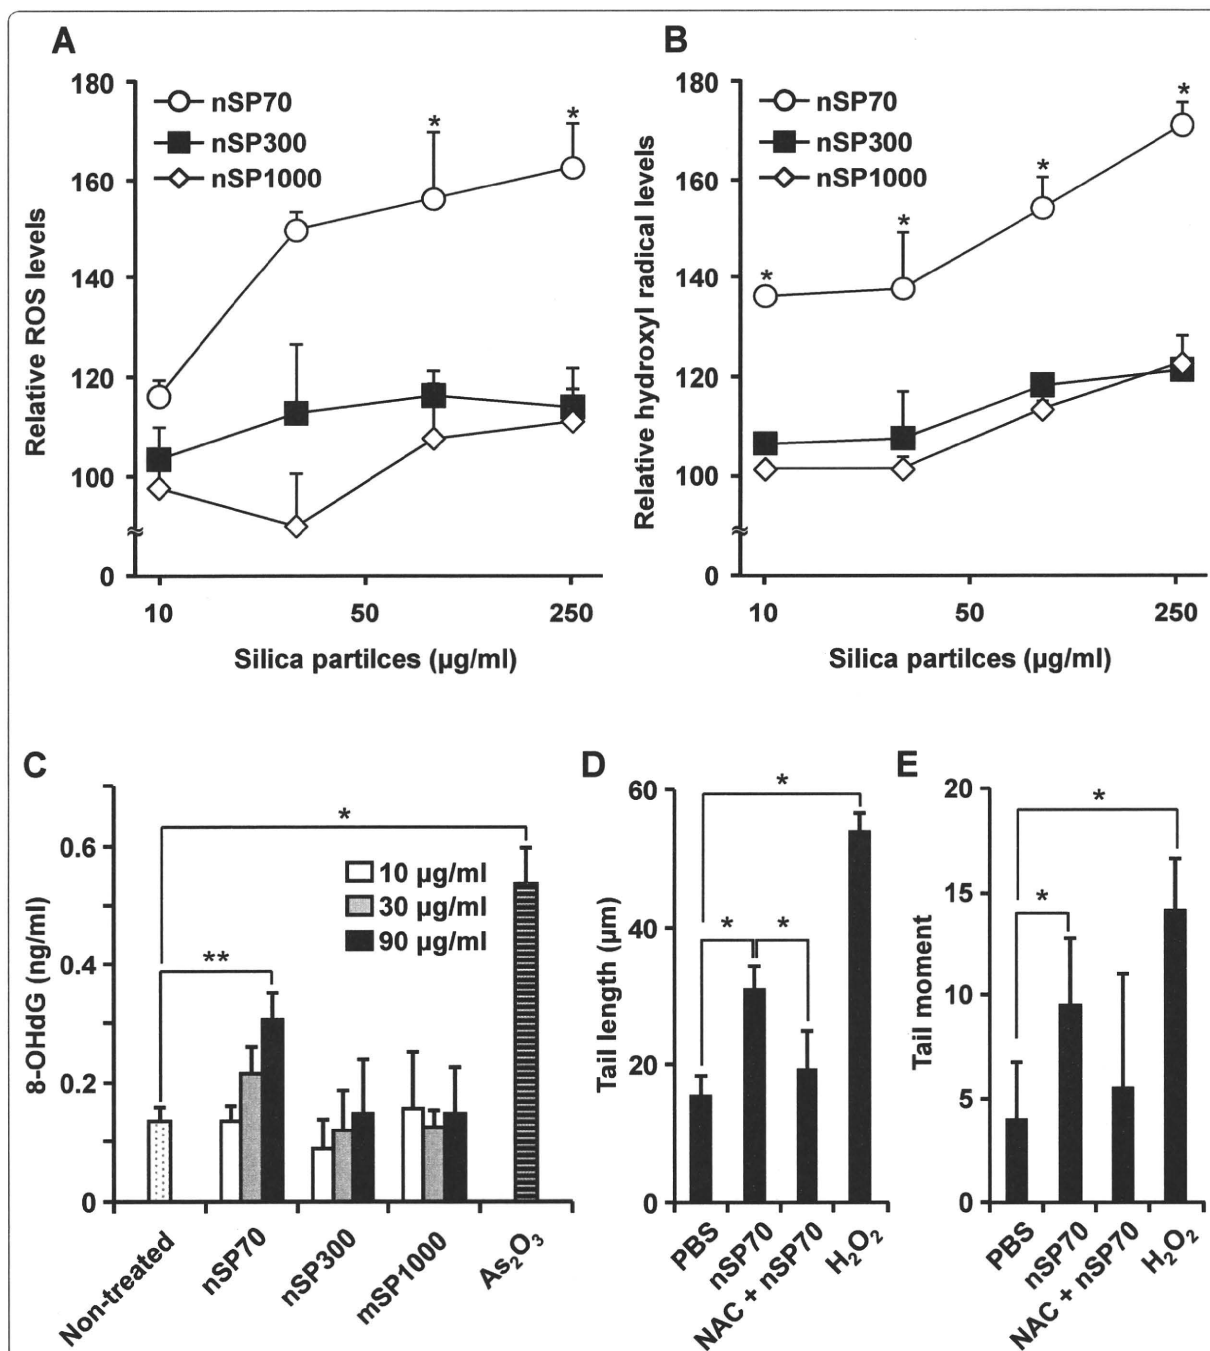 A
180
160
140
120
100
0
Relative ROS levels
nSP70
nSP300
nSP1000
*
*
10
50
250
Silica partilces (µg/ml)
B
180
160
140
120
100
0
Relative hydroxyl radical levels
nSP70
nSP300
nSP1000
*
*
*
*
10
50
250
Silica partilces (µg/ml)
C
0.6
0.4
0.2
0
8-OHdG (ng/ml)
*
**
10 µg/ml
30 µg/ml
90 µg/ml
Non-treated
nSP70
nSP300
mSP1000
As₂O₃
D
60
40
20
0
Tail length (µm)
*
*
*
PBS
nSP70
NAC + nSP70
H₂O₂
E
20
15
10
5
0
Tail moment
*
*
PBS
nSP70
NAC + nSP70
H₂O₂